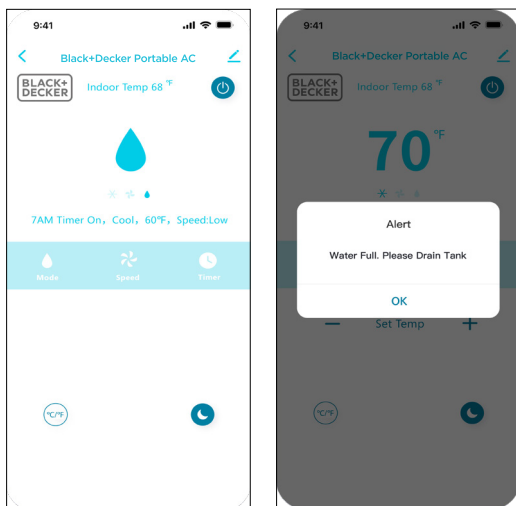 9:41
Black+Decker Portable AC
BLACK+
DECKER
Indoor Temp 68 °F
7AM Timer On, Cool, 60°F, Speed:Low
Mode
Speed
Timer
°C/°F
9:41
Black+Decker Portable AC
BLACK+
DECKER
Indoor Temp 68 °F
70°F
Alert
Water Full. Please Drain Tank
OK
— Set Temp +
°C/°F